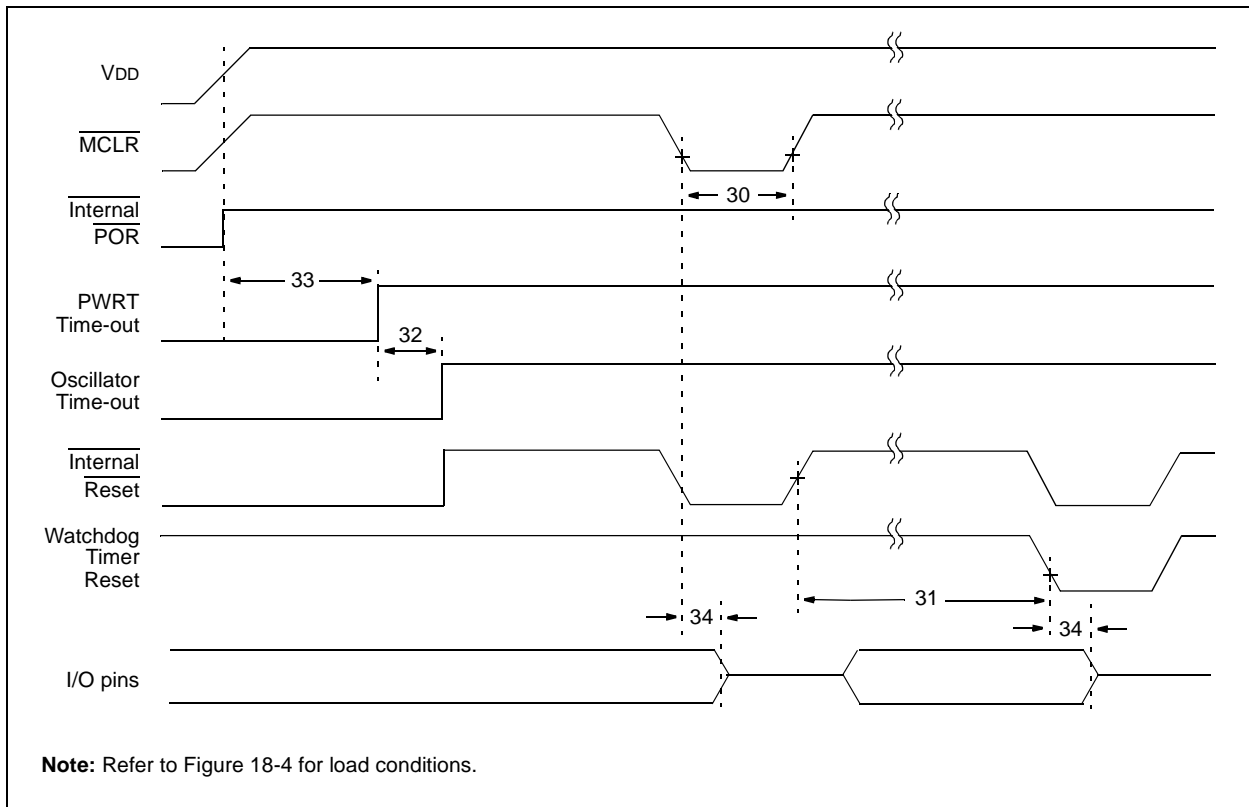 VDD
MCLR
30
Internal
POR
33
PWRT
Time-out
32
Oscillator
Time-out
Internal
Reset
Watchdog
Timer
Reset
31
34
34
I/O pins
Note: Refer to Figure 18-4 for load conditions.